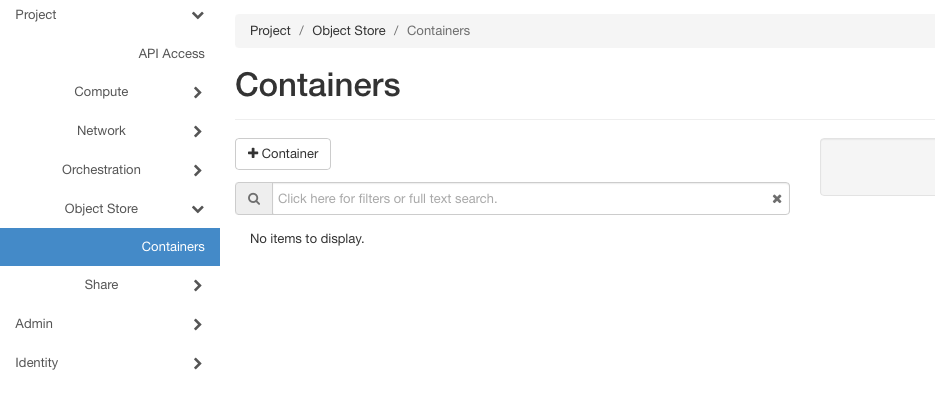 Project
API Access
Compute
Network
Orchestration
Object Store
Containers
Share
Admin
Identity
Project / Object Store / Containers
Containers
+ Container
Click here for filters or full text search.
No items to display.